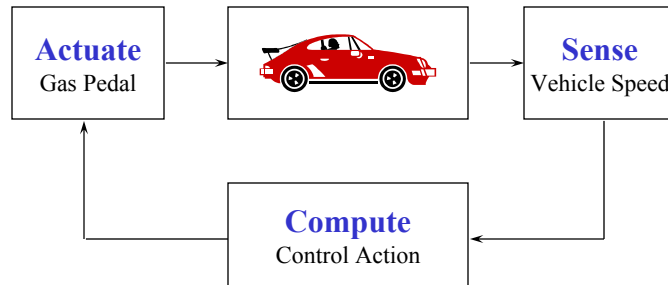 Actuate
Gas Pedal
Sense
Vehicle Speed
Compute
Control Action